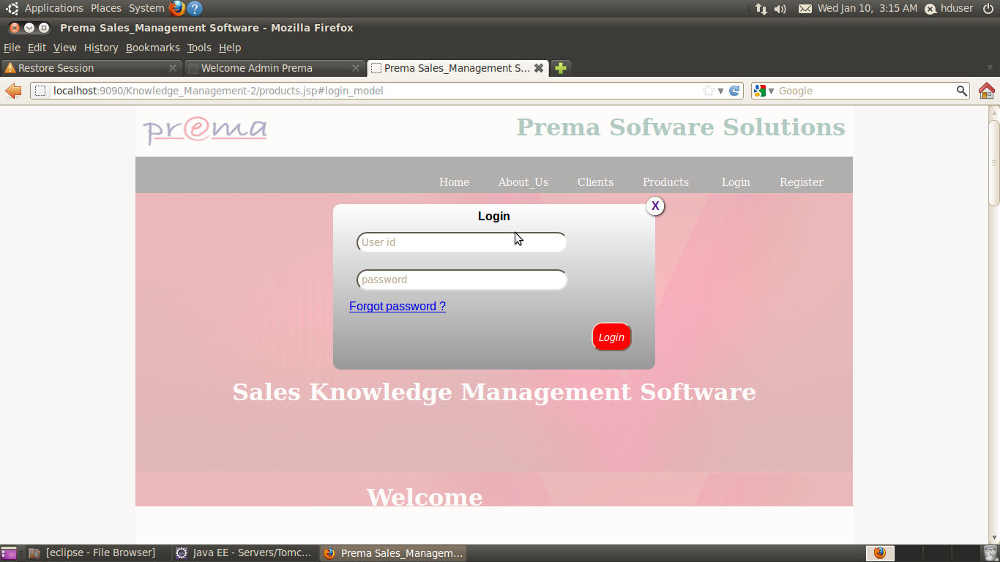 Applications Places System Wed Jan 10, 3:15 AM hduser
Prema Sales_Management Software - Mozilla Firefox
File Edit View History Bookmarks Tools Help
Restore Session Welcome Admin Prema Prema Sales_Management S...
localhost:9090/Knowledge_Management-2/products.jsp#login_model Google
prema Prema Sofware Solutions
Home About_Us Clients Products Login Register
X
Login
User id
password
Forgot password ?
Login
Sales Knowledge Management Software
Welcome
[eclipse - File Browser] Java EE - Servers/Tomc... Prema Sales_Managem...